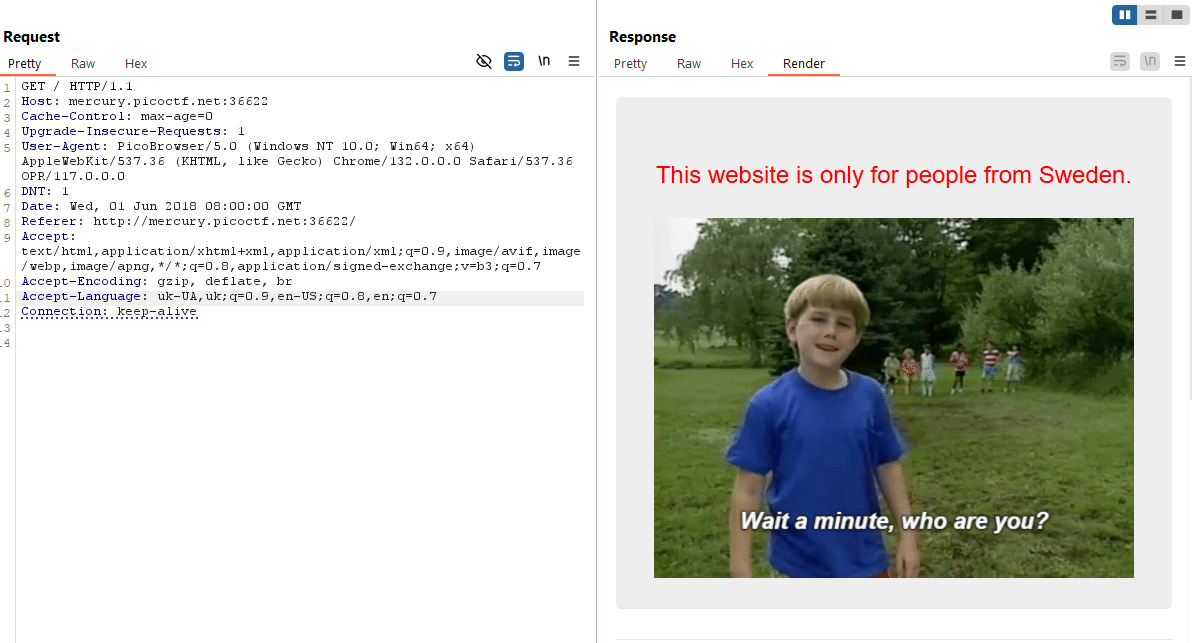 Request
Pretty Raw Hex \n
1 GET / HTTP/1.1
2 Host: mercury.picoctf.net:36622
3 Cache-Control: max-age=0
4 Upgrade-Insecure-Requests: 1
5 User-Agent: PicoBrowser/5.0 (Windows NT 10.0; Win64; x64)
AppleWebKit/537.36 (KHTML, like Gecko) Chrome/132.0.0.0 Safari/537.36
OPR/117.0.0.0
6 DNT: 1
7 Date: Wed, 01 Jun 2018 08:00:00 GMT
8 Referer: http://mercury.picoctf.net:36622/
9 Accept:
text/html,application/xhtml+xml,application/xml;q=0.9,image/avif,image
/webp,image/apng,*/*;q=0.8,application/signed-exchange;v=b3;q=0.7
0 Accept-Encoding: gzip, deflate, br
1 Accept-Language: uk-UA,uk;q=0.9,en-US;q=0.8,en;q=0.7
2 Connection: keep-alive
3
4
Response
Pretty Raw Hex Render \n
This website is only for people from Sweden.
Wait a minute, who are you?